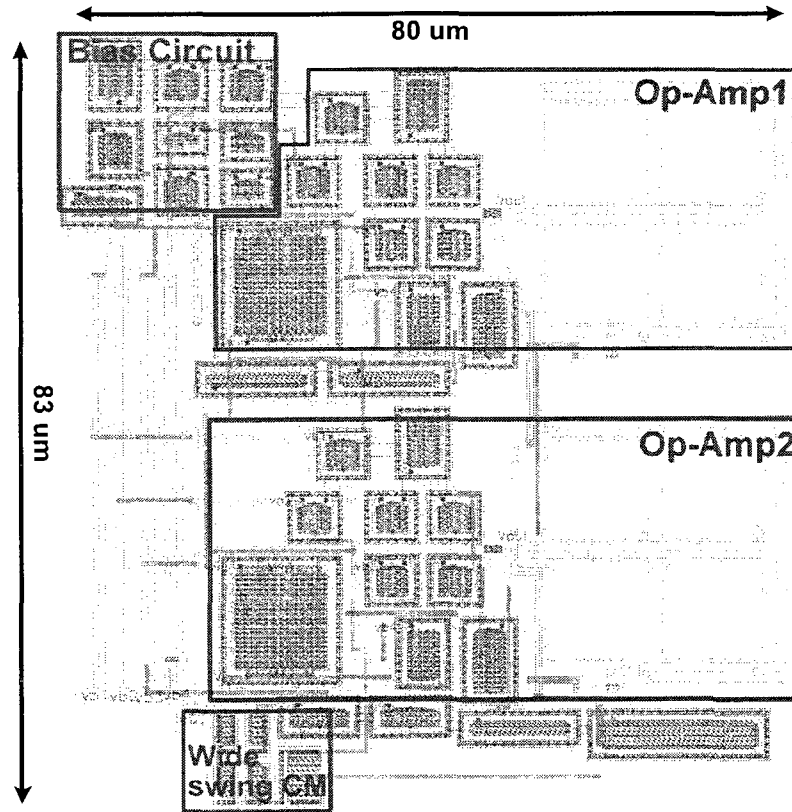 80 um
Bias Circuit
Op-Amp1
83 um
Op-Amp2
Wide
swing CM